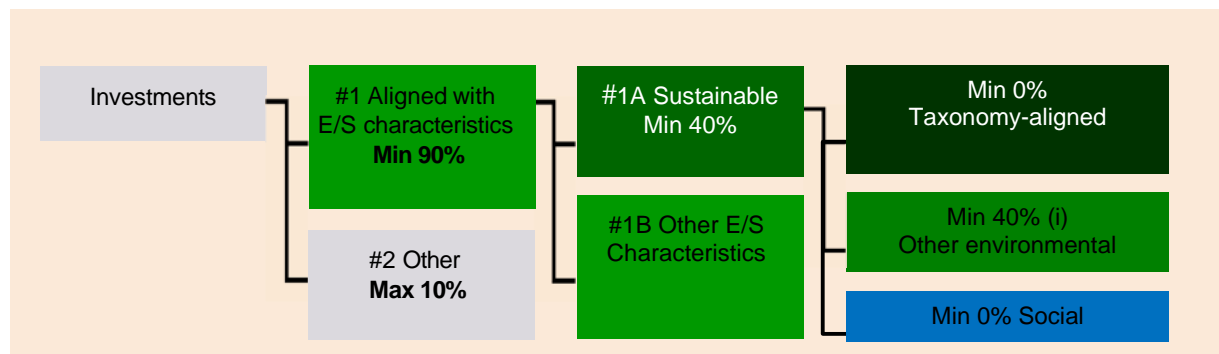 Investments
#1 Aligned with
E/S characteristics
Min 90%
#2 Other
Max 10%
#1A Sustainable
Min 40%
#1B Other E/S
Characteristics
Min 0%
Taxonomy-aligned
Min 40% (i)
Other environmental
Min 0% Social